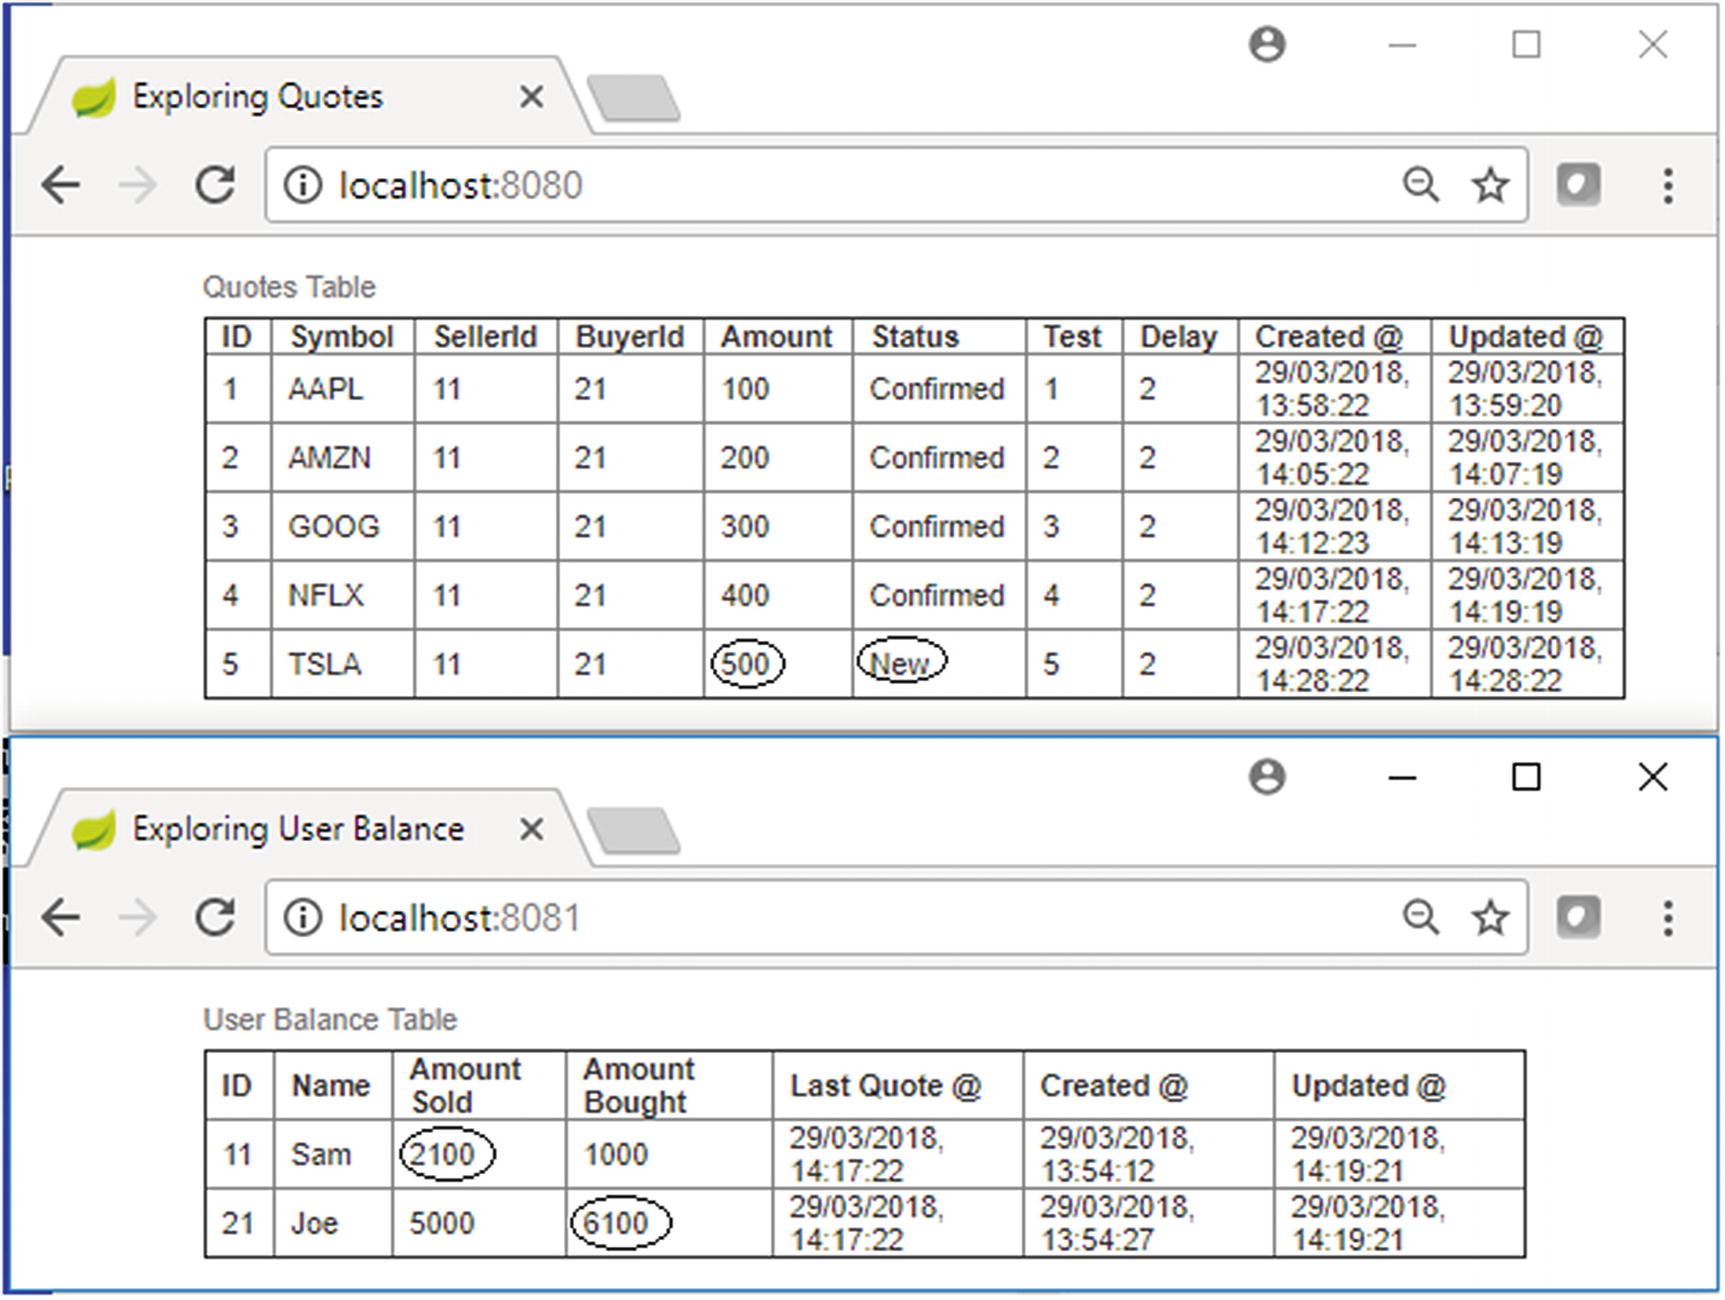 Exploring Quotes
localhost:8080
Quotes Table
ID Symbol SellerId BuyerId Amount Status Test Delay Created @ Updated @
1 AAPL 11 21 100 Confirmed 1 2 29/03/2018, 13:58:22 29/03/2018, 13:59:20
2 AMZN 11 21 200 Confirmed 2 2 29/03/2018, 14:05:22 29/03/2018, 14:07:19
3 GOOG 11 21 300 Confirmed 3 2 29/03/2018, 14:12:23 29/03/2018, 14:13:19
4 NFLX 11 21 400 Confirmed 4 2 29/03/2018, 14:17:22 29/03/2018, 14:19:19
5 TSLA 11 21 500 New 5 2 29/03/2018, 14:28:22 29/03/2018, 14:28:22
Exploring User Balance
localhost:8081
User Balance Table
ID Name Amount Sold Amount Bought Last Quote @ Created @ Updated @
11 Sam 2100 1000 29/03/2018, 14:17:22 29/03/2018, 13:54:12 29/03/2018, 14:19:21
21 Joe 5000 6100 29/03/2018, 14:17:22 29/03/2018, 13:54:27 29/03/2018, 14:19:21